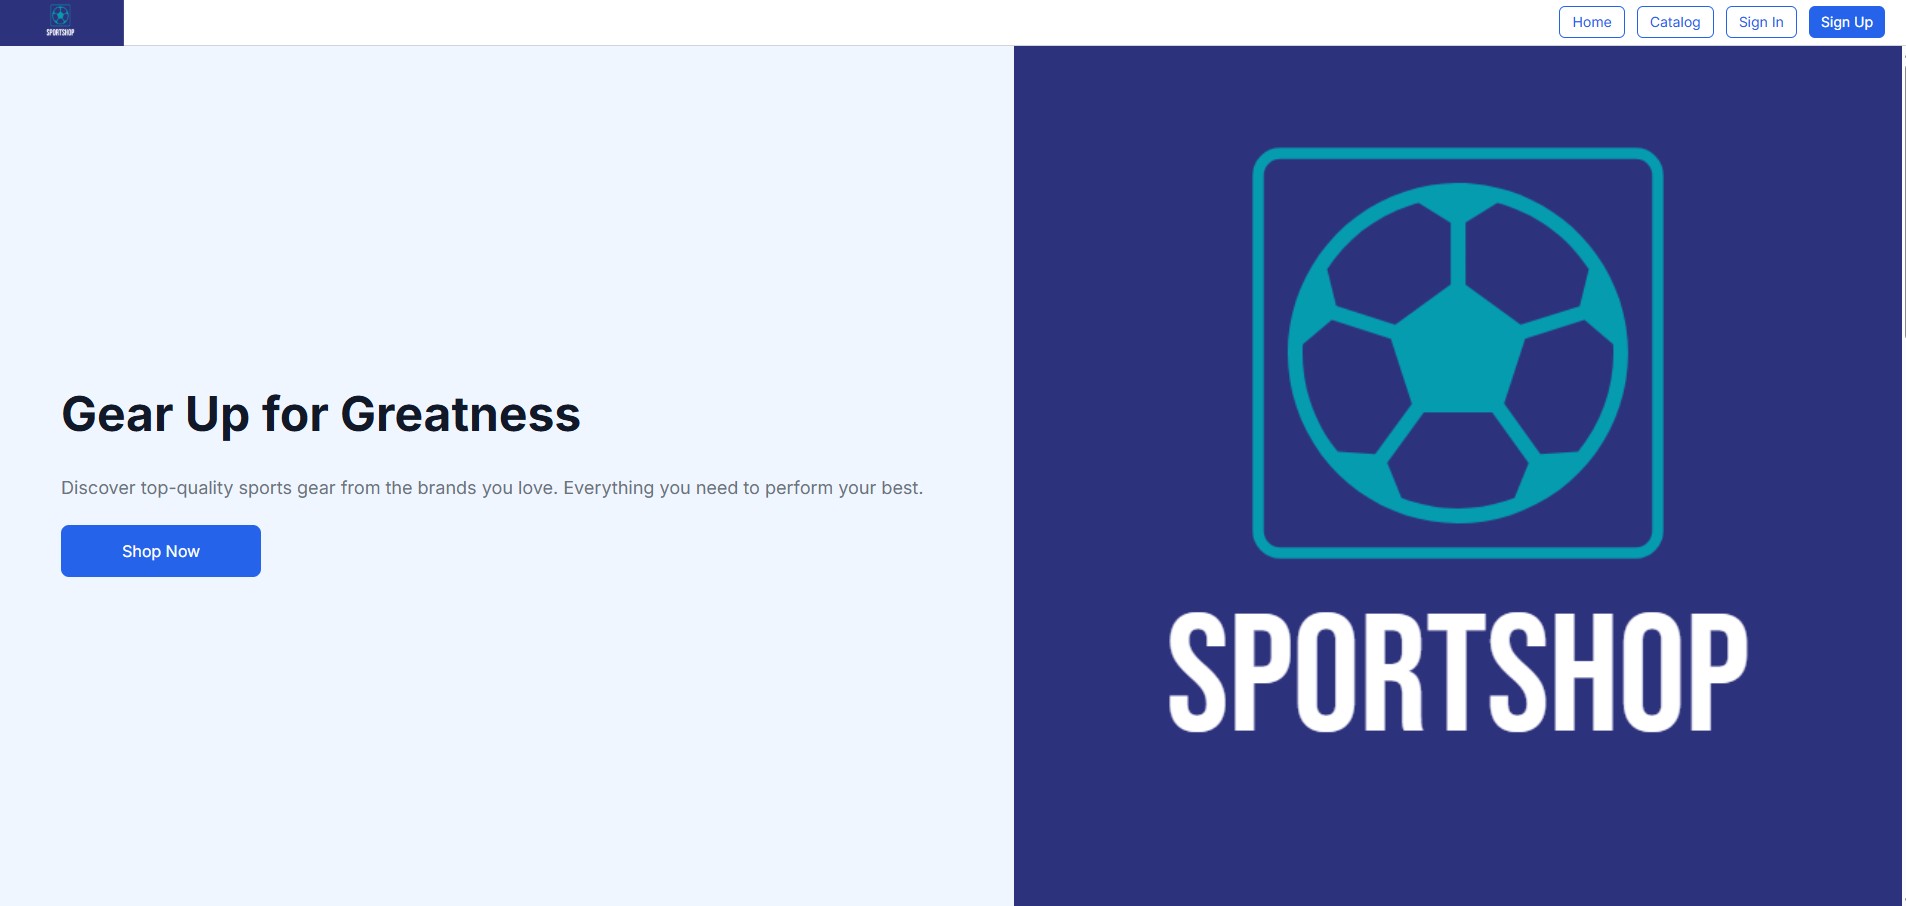 SPORTSHOP
Home
Catalog
Sign In
Sign Up
Gear Up for Greatness
Discover top-quality sports gear from the brands you love. Everything you need to perform your best.
Shop Now
SPORTSHOP